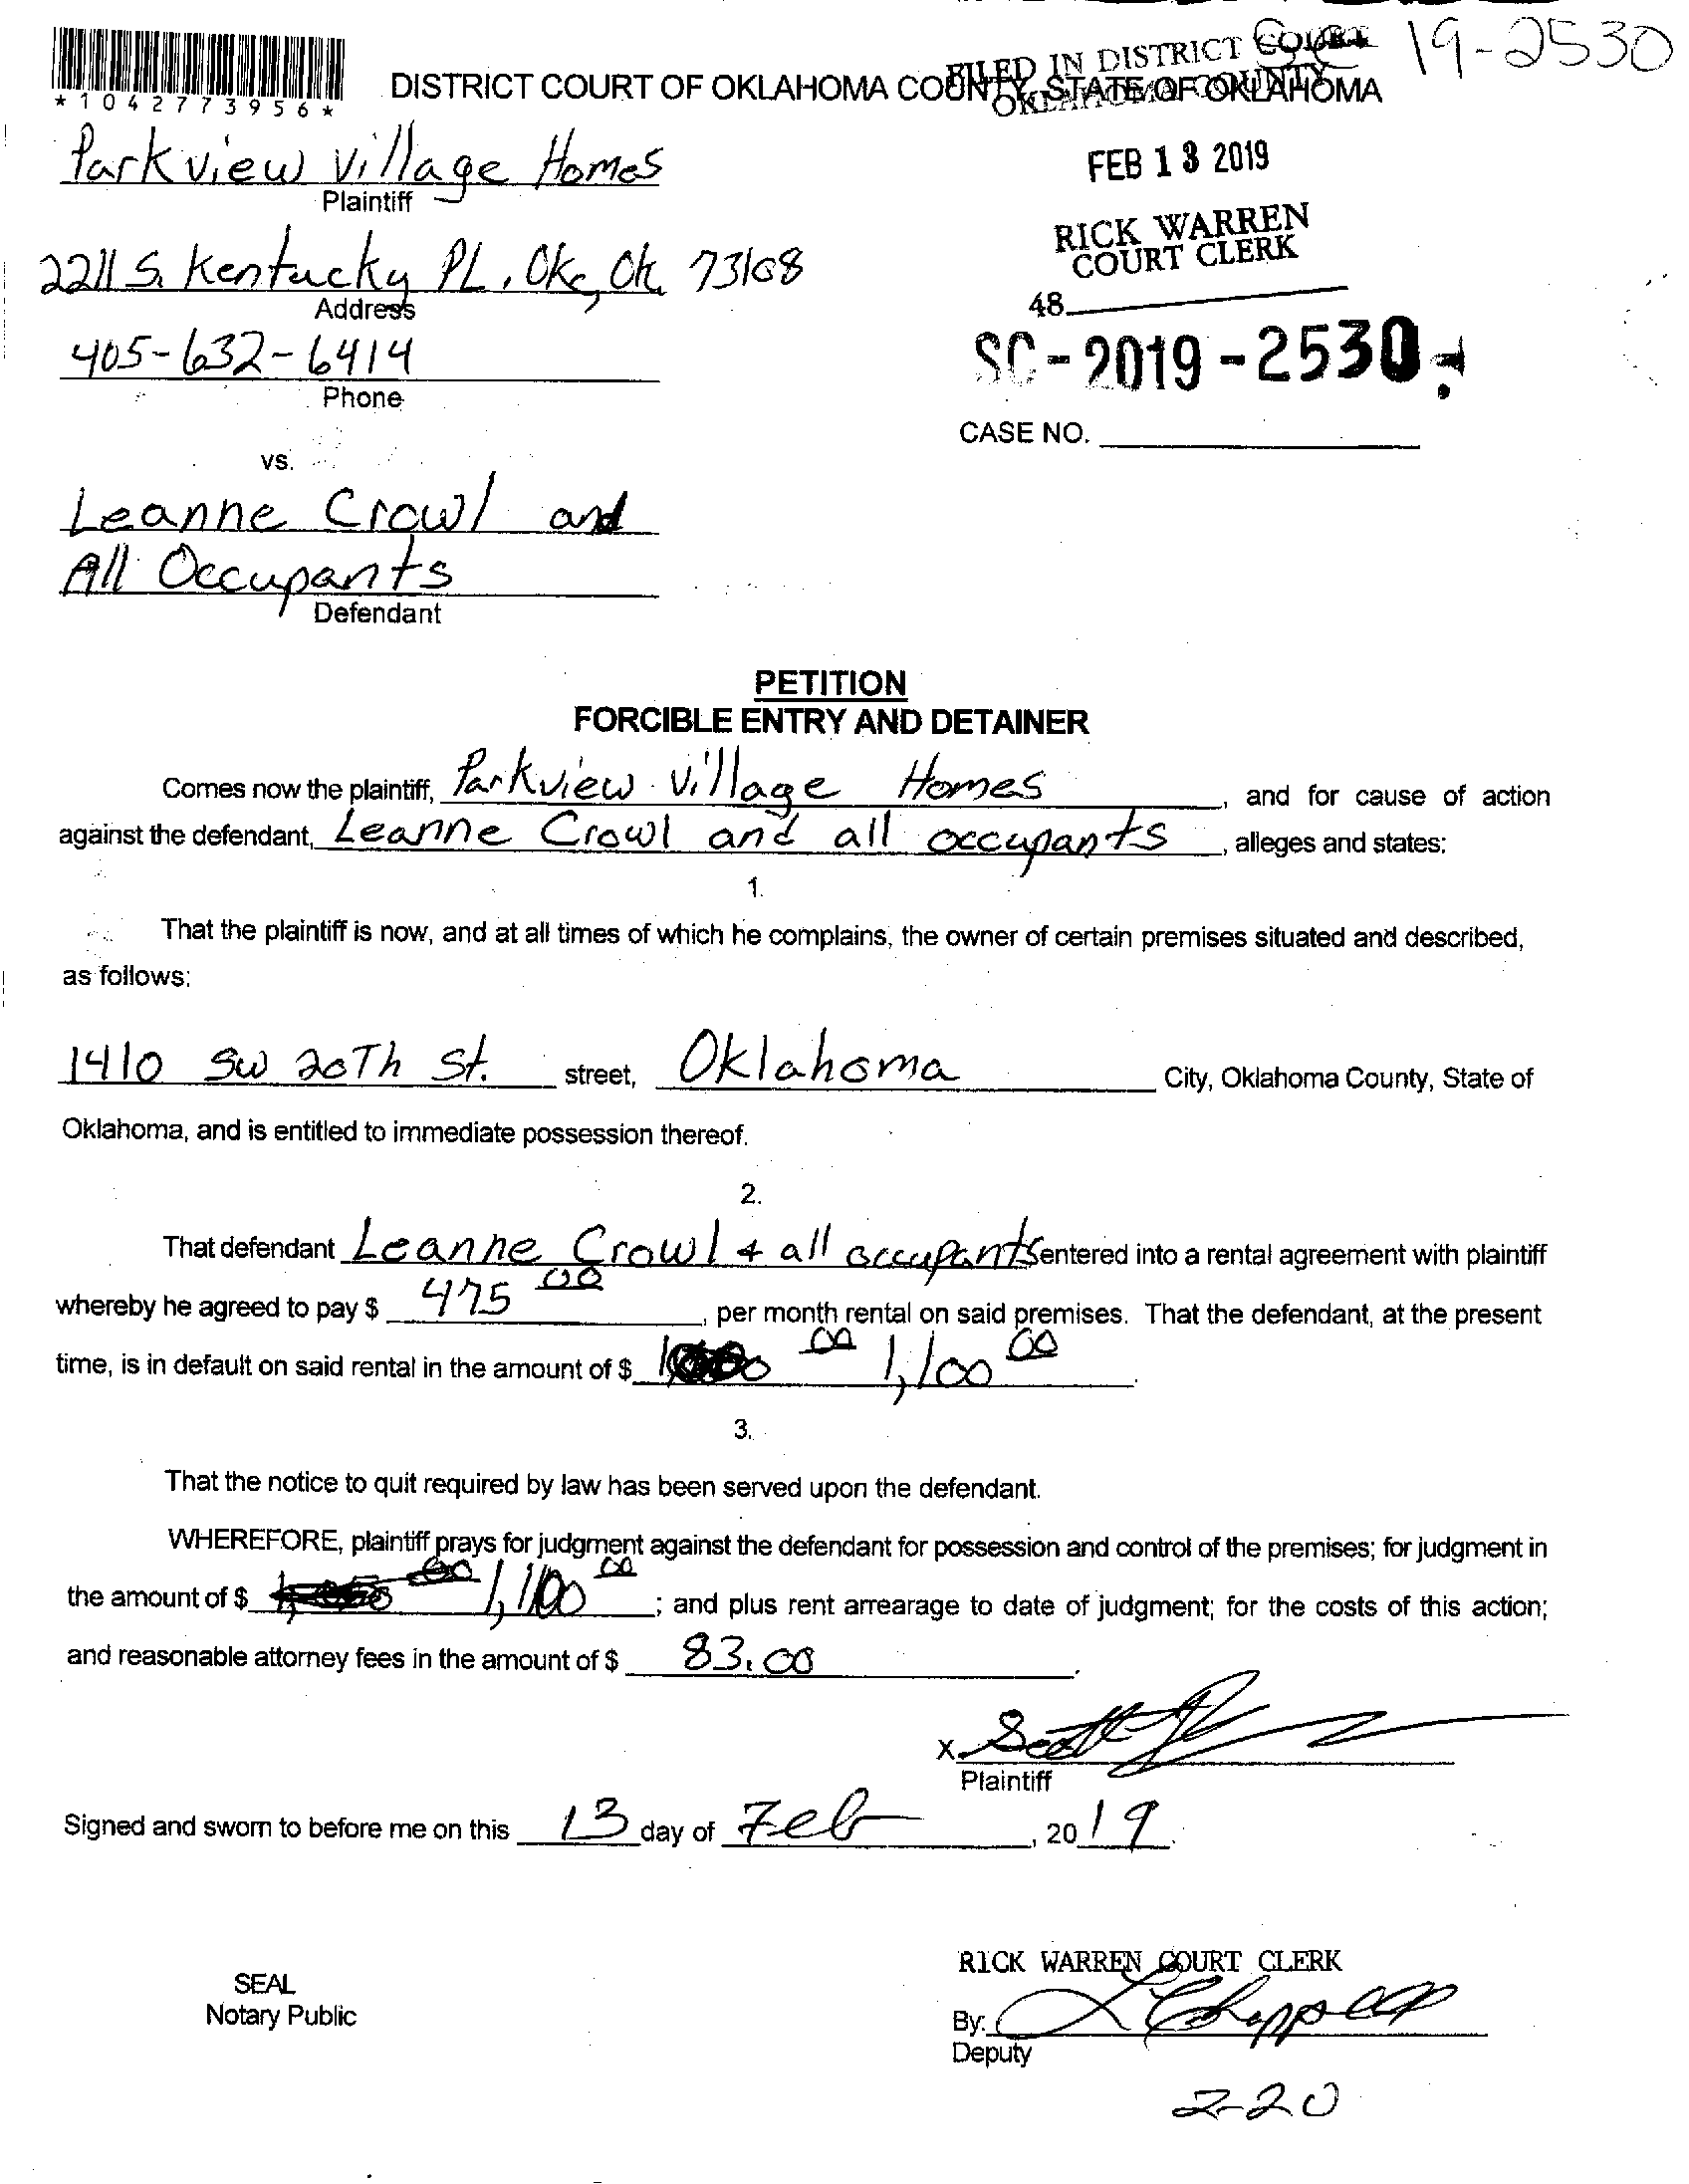 19-2530
FILED IN DISTRICT COURT
OKLAHOMA COUNTY
DISTRICT COURT OF OKLAHOMA COUNTY, STATE OF OKLAHOMA
*1042773956*
Parkview Village Homes
Plaintiff
FEB 13 2019
RICK WARREN
COURT CLERK
2211 S. Kentucky PL, Okc, Ok 73108
Address
48
405-632-6414
Phone
SC-2019-2530
CASE NO.
vs.
Leanne Crowl and
All Occupants
Defendant
PETITION
FORCIBLE ENTRY AND DETAINER
Comes now the plaintiff, Parkview Village Homes, and for cause of action
against the defendant, Leanne Crowl and all occupants, alleges and states:
1.
That the plaintiff is now, and at all times of which he complains, the owner of certain premises situated and described,
as follows:
1410 SW 20Th St. street, Oklahoma City, Oklahoma County, State of
Oklahoma, and is entitled to immediate possession thereof.
2.
That defendant Leanne Crowl + all occupants entered into a rental agreement with plaintiff
whereby he agreed to pay $ 475 00, per month rental on said premises. That the defendant, at the present
time, is in default on said rental in the amount of $ 00 1,100 00.
3.
That the notice to quit required by law has been served upon the defendant.
WHEREFORE, plaintiff prays for judgment against the defendant for possession and control of the premises; for judgment in
the amount of $ 1,100 00; and plus rent arrearage to date of judgment; for the costs of this action;
and reasonable attorney fees in the amount of $ 83.00.
X Scott
Plaintiff
Signed and sworn to before me on this 13 day of Feb, 2019.
SEAL
Notary Public
RICK WARREN COURT CLERK
By:
Deputy
2-20